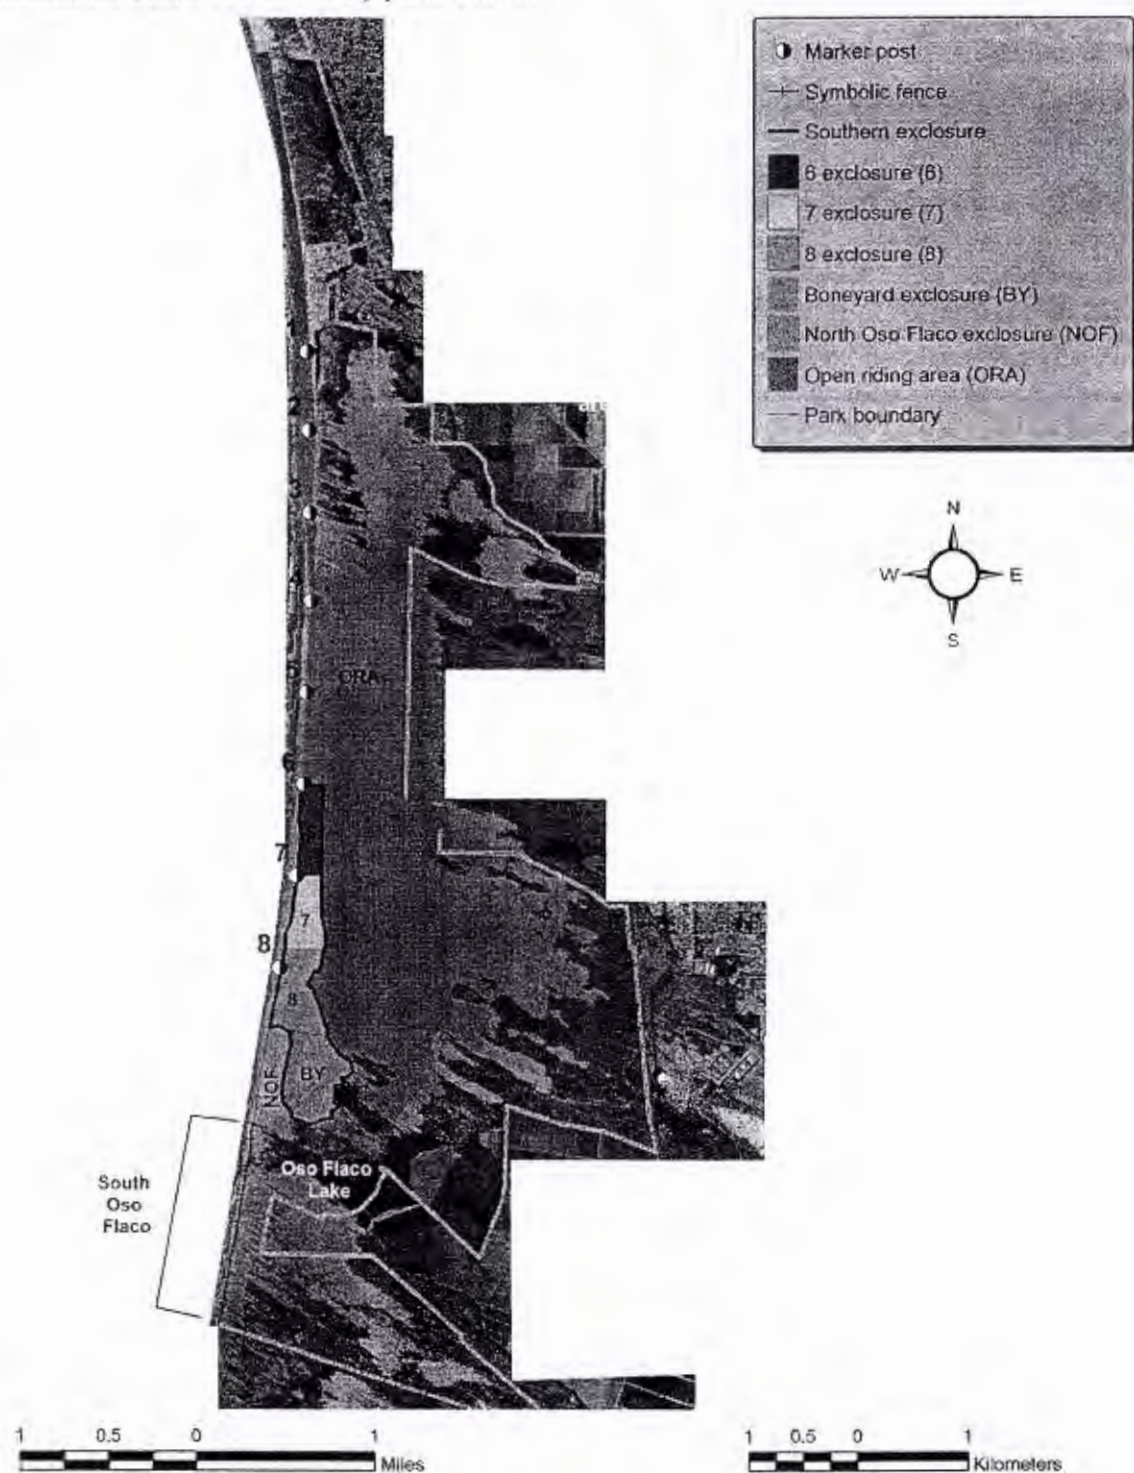 Marker post
Symbolic fence
Southern exclosure
6 exclosure (6)
7 exclosure (7)
8 exclosure (8)
Boneyard exclosure (BY)
North Oso Flaco exclosure (NOF)
Open riding area (ORA)
Park boundary
N
W E
S
1
2
3
4
5
ORA
6
7
7
8
8
NOF
BY
Oso Flaco
Lake
South
Oso
Flaco
1 0.5 0 1
Miles
1 0.5 0 1
Kilometers